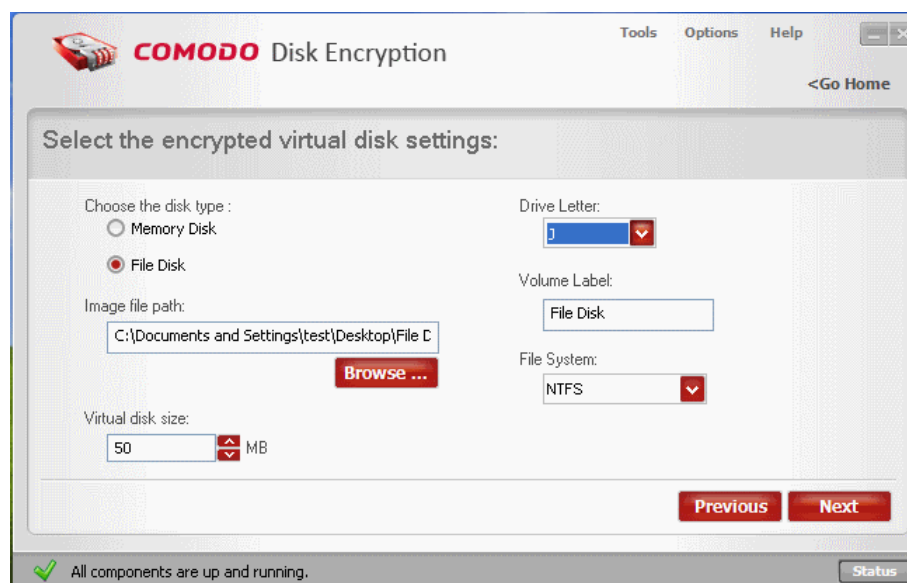 COMODO Disk Encryption
Tools Options Help
<Go Home
Select the encrypted virtual disk settings:
Choose the disk type :
Memory Disk
File Disk
Image file path:
C:\Documents and Settings\test\Desktop\File D
Browse ...
Virtual disk size:
50 MB
Drive Letter:
J
Volume Label:
File Disk
File System:
NTFS
Previous Next
All components are up and running.
Status